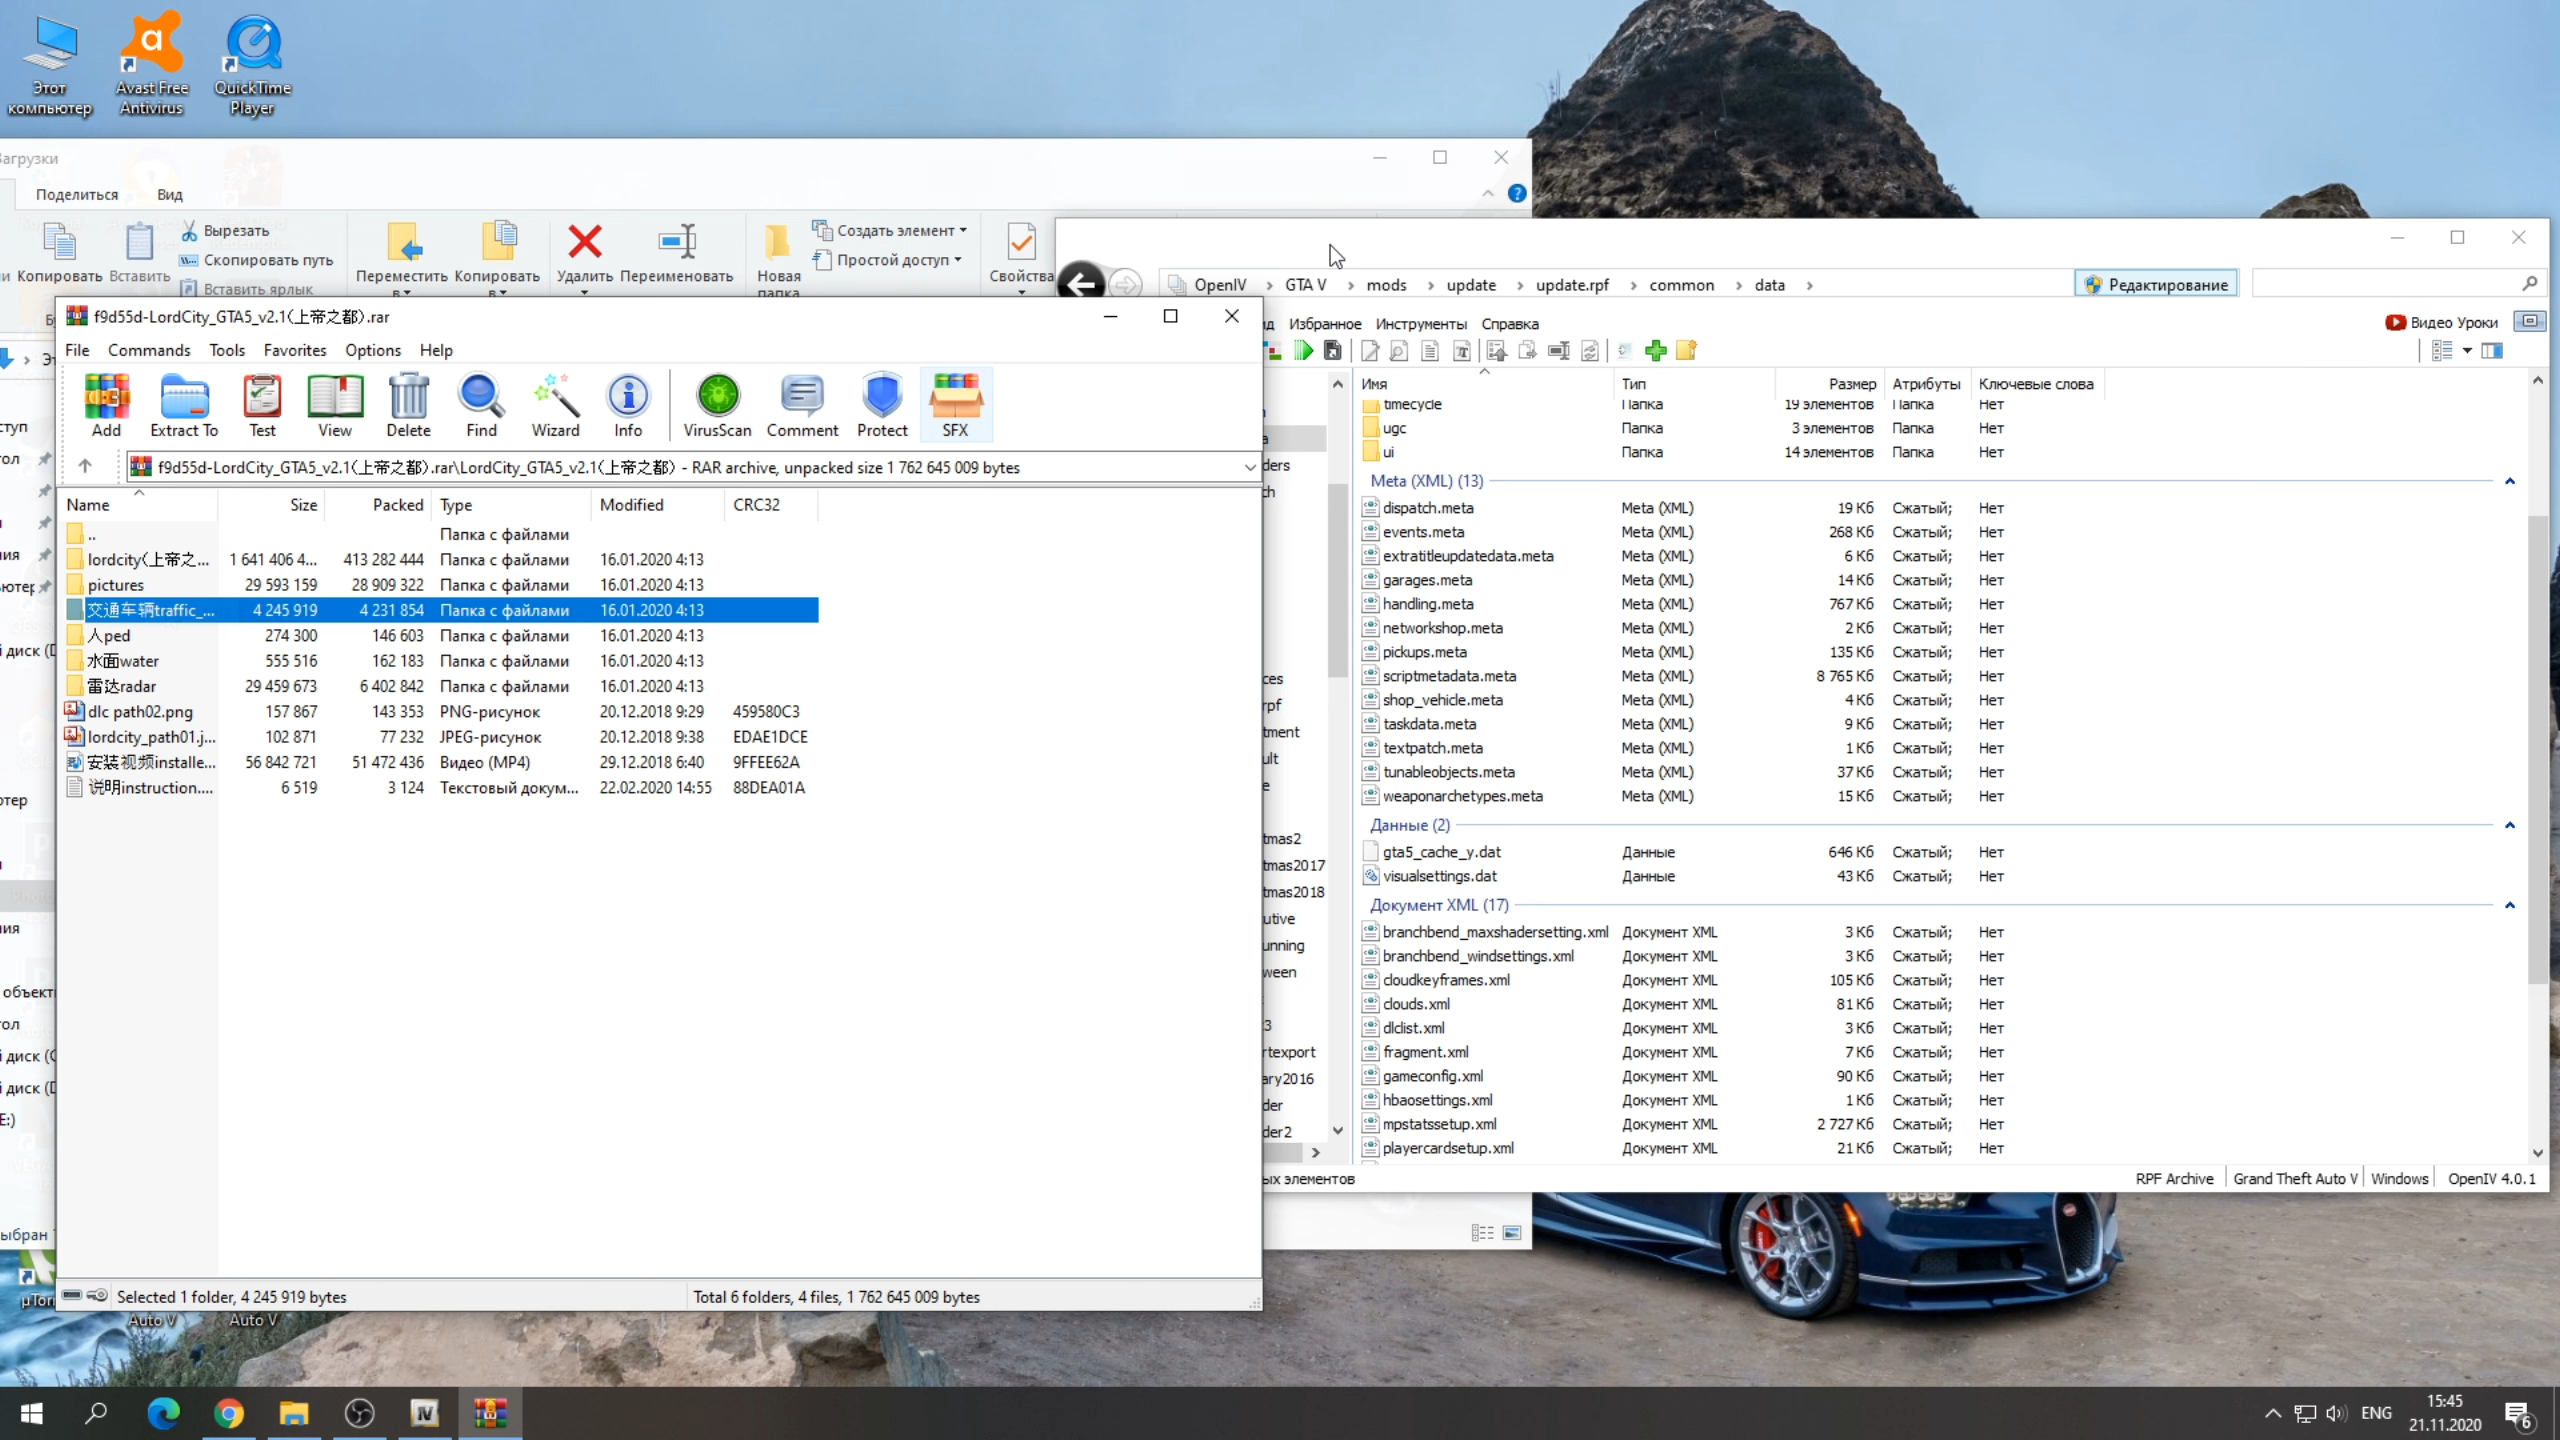 Этот компьютер
Avast Free Antivirus
QuickTime Player
Загрузки
Поделиться
Вид
Копировать
Вставить
Вырезать
Скопировать путь
Вставить ярлык
Переместить в
Копировать в
Удалить
Переименовать
Новая папка
Создать элемент
Простой доступ
Свойства
OpenIV
GTA V
mods
update
update.rpf
common
data
Редактирование
Избранное
Инструменты
Справка
Видео Уроки
f9d55d-LordCity_GTA5_v2.1(上帝之都).rar
File Commands Tools Favorites Options Help
Add
Extract To
Test
View
Delete
Find
Wizard
Info
VirusScan
Comment
Protect
SFX
f9d55d-LordCity_GTA5_v2.1(上帝之都).rar\LordCity_GTA5_v2.1(上帝之都) - RAR archive, unpacked size 1 762 645 009 bytes
Name Size Packed Type Modified CRC32
.. Папка с файлами
lordcity(上帝之... 1 641 406 4... 413 282 444 Папка с файлами 16.01.2020 4:13
pictures 29 593 159 28 909 322 Папка с файлами 16.01.2020 4:13
交通车辆traffic_... 4 245 919 4 231 854 Папка с файлами 16.01.2020 4:13
人ped 274 300 146 603 Папка с файлами 16.01.2020 4:13
水面water 555 516 162 183 Папка с файлами 16.01.2020 4:13
雷达radar 29 459 673 6 402 842 Папка с файлами 16.01.2020 4:13
dlc path02.png 157 867 143 353 PNG-рисунок 20.12.2018 9:29 459580C3
lordcity_path01.j... 102 871 77 232 JPEG-рисунок 20.12.2018 9:38 EDAE1DCE
安装视频installe... 56 842 721 51 472 436 Видео (MP4) 29.12.2018 6:40 9FFEE62A
说明instruction.... 6 519 3 124 Текстовый докум... 22.02.2020 14:55 88DEA01A
Selected 1 folder, 4 245 919 bytes
Total 6 folders, 4 files, 1 762 645 009 bytes
Имя Тип Размер Атрибуты Ключевые слова
timecycle Папка 19 элементов Папка Нет
ugc Папка 3 элементов Папка Нет
ui Папка 14 элементов Папка Нет
Meta (XML) (13)
dispatch.meta Meta (XML) 19 Кб Сжатый; Нет
events.meta Meta (XML) 268 Кб Сжатый; Нет
extratitleupdatedata.meta Meta (XML) 6 Кб Сжатый; Нет
garages.meta Meta (XML) 14 Кб Сжатый; Нет
handling.meta Meta (XML) 767 Кб Сжатый; Нет
networkshop.meta Meta (XML) 2 Кб Сжатый; Нет
pickups.meta Meta (XML) 135 Кб Сжатый; Нет
scriptmetadata.meta Meta (XML) 8 765 Кб Сжатый; Нет
shop_vehicle.meta Meta (XML) 4 Кб Сжатый; Нет
taskdata.meta Meta (XML) 9 Кб Сжатый; Нет
textpatch.meta Meta (XML) 1 Кб Сжатый; Нет
tunableobjects.meta Meta (XML) 37 Кб Сжатый; Нет
weaponarchetypes.meta Meta (XML) 15 Кб Сжатый; Нет
Данные (2)
gta5_cache_y.dat Данные 646 Кб Сжатый; Нет
visualsettings.dat Данные 43 Кб Сжатый; Нет
Документ XML (17)
branchbend_maxshadersetting.xml Документ XML 3 Кб Сжатый; Нет
branchbend_windsettings.xml Документ XML 3 Кб Сжатый; Нет
cloudkeyframes.xml Документ XML 105 Кб Сжатый; Нет
clouds.xml Документ XML 81 Кб Сжатый; Нет
dlclist.xml Документ XML 3 Кб Сжатый; Нет
fragment.xml Документ XML 7 Кб Сжатый; Нет
gameconfig.xml Документ XML 90 Кб Сжатый; Нет
hbaosettings.xml Документ XML 1 Кб Сжатый; Нет
mpstatssetup.xml Документ XML 2 727 Кб Сжатый; Нет
playercardsetup.xml Документ XML 21 Кб Сжатый; Нет
tmas2
tmas2017
tmas2018
utive
unning
ween
rtexport
ary2016
der
der2
ых элементов
RPF Archive
Grand Theft Auto V
Windows
OpenIV 4.0.1
Auto V
Auto V
ENG
15:45
21.11.2020
6